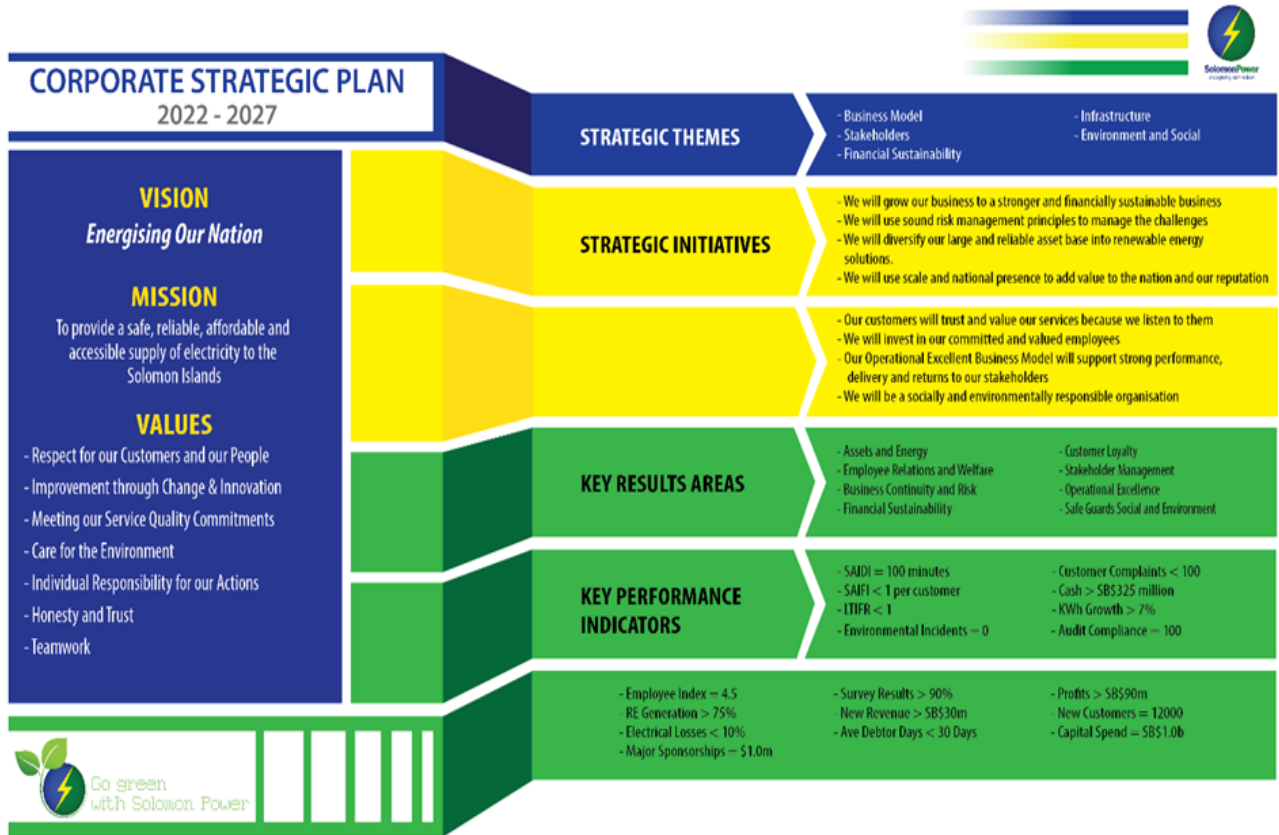 CORPORATE STRATEGIC PLAN
2022 - 2027
VISION
Energising Our Nation
MISSION
To provide a safe, reliable, affordable and
accessible supply of electricity to the
Solomon Islands
VALUES
- Respect for our Customers and our People
- Improvement through Change & Innovation
- Meeting our Service Quality Commitments
- Care for the Environment
- Individual Responsibility for our Actions
- Honesty and Trust
- Teamwork
Go green
with Solomon Power
SolomonPower
STRATEGIC THEMES
- Business Model
- Stakeholders
- Financial Sustainability
- Infrastructure
- Environment and Social
STRATEGIC INITIATIVES
- We will grow our business to a stronger and financially sustainable business
- We will use sound risk management principles to manage the challenges
- We will diversify our large and reliable asset base into renewable energy
solutions.
- We will use scale and national presence to add value to the nation and our reputation
- Our customers will trust and value our services because we listen to them
- We will invest in our committed and valued employees
- Our Operational Excellent Business Model will support strong performance,
delivery and returns to our stakeholders
- We will be a socially and environmentally responsible organisation
KEY RESULTS AREAS
- Assets and Energy
- Employee Relations and Welfare
- Business Continuity and Risk
- Financial Sustainability
- Customer Loyalty
- Stakeholder Management
- Operational Excellence
- Safe Guards Social and Environment
KEY PERFORMANCE
INDICATORS
- SAIDI = 100 minutes
- SAIFI < 1 per customer
- LTIFR < 1
- Environmental Incidents = 0
- Customer Complaints < 100
- Cash > SB$325 million
- KWh Growth > 7%
- Audit Compliance = 100
- Employee Index = 4.5
- RE Generation > 75%
- Electrical Losses < 10%
- Major Sponsorships = $1.0m
- Survey Results > 90%
- New Revenue > SB$30m
- Ave Debtor Days < 30 Days
- Profits > SB$90m
- New Customers = 12000
- Capital Spend = SB$1.0b